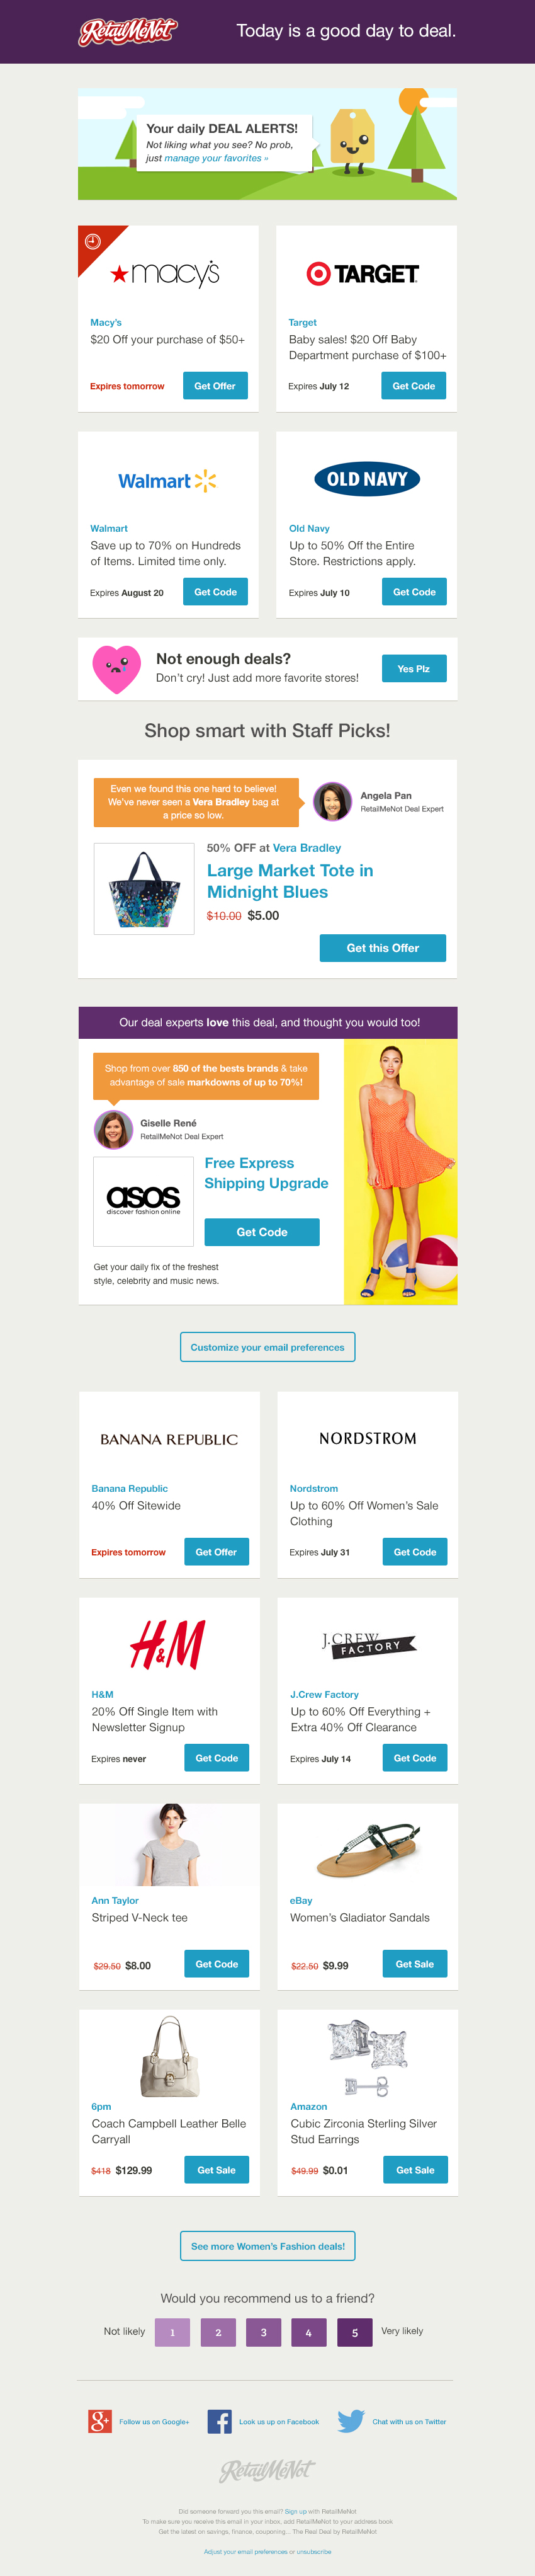 RetailMeNot
Today is a good day to deal.
Your daily DEAL ALERTS!
Not liking what you see? No prob,
just manage your favorites »
macy's
Macy's
$20 Off your purchase of $50+
Expires tomorrow
Get Offer
TARGET
Target
Baby sales! $20 Off Baby
Department purchase of $100+
Expires July 12
Get Code
Walmart
Walmart
Save up to 70% on Hundreds
of Items. Limited time only.
Expires August 20
Get Code
OLD NAVY
Old Navy
Up to 50% Off the Entire
Store. Restrictions apply.
Expires July 10
Get Code
Not enough deals?
Don't cry! Just add more favorite stores!
Yes Plz
Shop smart with Staff Picks!
Even we found this one hard to believe!
We've never seen a Vera Bradley bag at
a price so low.
Angela Pan
RetailMeNot Deal Expert
50% OFF at Vera Bradley
Large Market Tote in
Midnight Blues
$10.00 $5.00
Get this Offer
Our deal experts love this deal, and thought you would too!
Shop from over 850 of the bests brands & take
advantage of sale markdowns of up to 70%!
Giselle René
RetailMeNot Deal Expert
asos
discover fashion online
Free Express
Shipping Upgrade
Get Code
Get your daily fix of the freshest
style, celebrity and music news.
Customize your email preferences
BANANA REPUBLIC
Banana Republic
40% Off Sitewide
Expires tomorrow
Get Offer
NORDSTROM
Nordstrom
Up to 60% Off Women's Sale
Clothing
Expires July 31
Get Code
H&M
H&M
20% Off Single Item with
Newsletter Signup
Expires never
Get Code
J.CREW
FACTORY
J.Crew Factory
Up to 60% Off Everything +
Extra 40% Off Clearance
Expires July 14
Get Code
Ann Taylor
Striped V-Neck tee
$29.50 $8.00
Get Code
eBay
Women's Gladiator Sandals
$22.50 $9.99
Get Sale
6pm
Coach Campbell Leather Belle
Carryall
$418 $129.99
Get Sale
Amazon
Cubic Zirconia Sterling Silver
Stud Earrings
$49.99 $0.01
Get Sale
See more Women's Fashion deals!
Would you recommend us to a friend?
Not likely 1 2 3 4 5 Very likely
g+ Follow us on Google+
f Look us up on Facebook
Chat with us on Twitter
RetailMeNot
Did someone forward you this email? Sign up with RetailMeNot
To make sure you receive this email in your inbox, add RetailMeNot to your address book
Get the latest on savings, finance, couponing... The Real Deal by RetailMeNot
Adjust your email preferences or unsubscribe